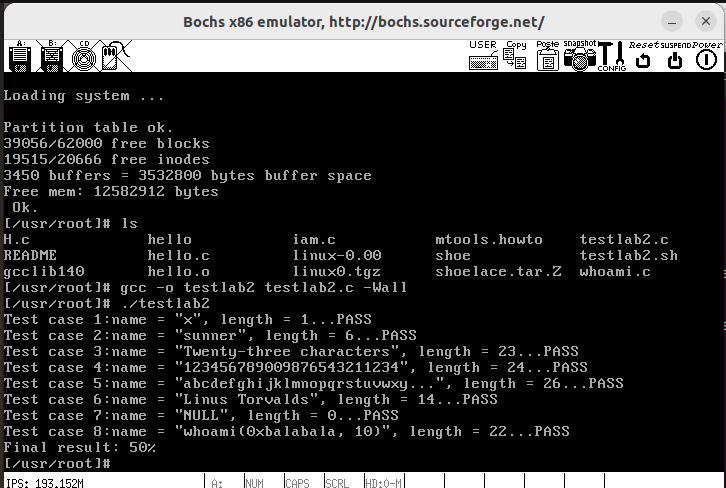 Bochs x86 emulator, http://bochs.sourceforge.net/
A: B: CD USER Copy Paste snapshot CONFIG Reset SUSPEND Power
Loading system ...
Partition table ok.
39056/62000 free blocks
19515/20666 free inodes
3450 buffers = 3532800 bytes buffer space
Free mem: 12582912 bytes
Ok.
[/usr/root]# ls
H.c hello iam.c mtools.howto testlab2.c
README hello.c linux-0.00 shoe testlab2.sh
gcclib140 hello.o linux0.tgz shoelace.tar.Z whoami.c
[/usr/root]# gcc -o testlab2 testlab2.c -Wall
[/usr/root]# ./testlab2
Test case 1:name = "x", length = 1...PASS
Test case 2:name = "sunner", length = 6...PASS
Test case 3:name = "Twenty-three characters", length = 23...PASS
Test case 4:name = "123456789009876543211234", length = 24...PASS
Test case 5:name = "abcdefghijklmnopqrstuvwxy...", length = 26...PASS
Test case 6:name = "Linus Torvalds", length = 14...PASS
Test case 7:name = "NULL", length = 0...PASS
Test case 8:name = "whoami(0xbalabala, 10)", length = 22...PASS
Final result: 50%
[/usr/root]#
IPS: 193.152M A: NUM CAPS SCRL HD:0-M